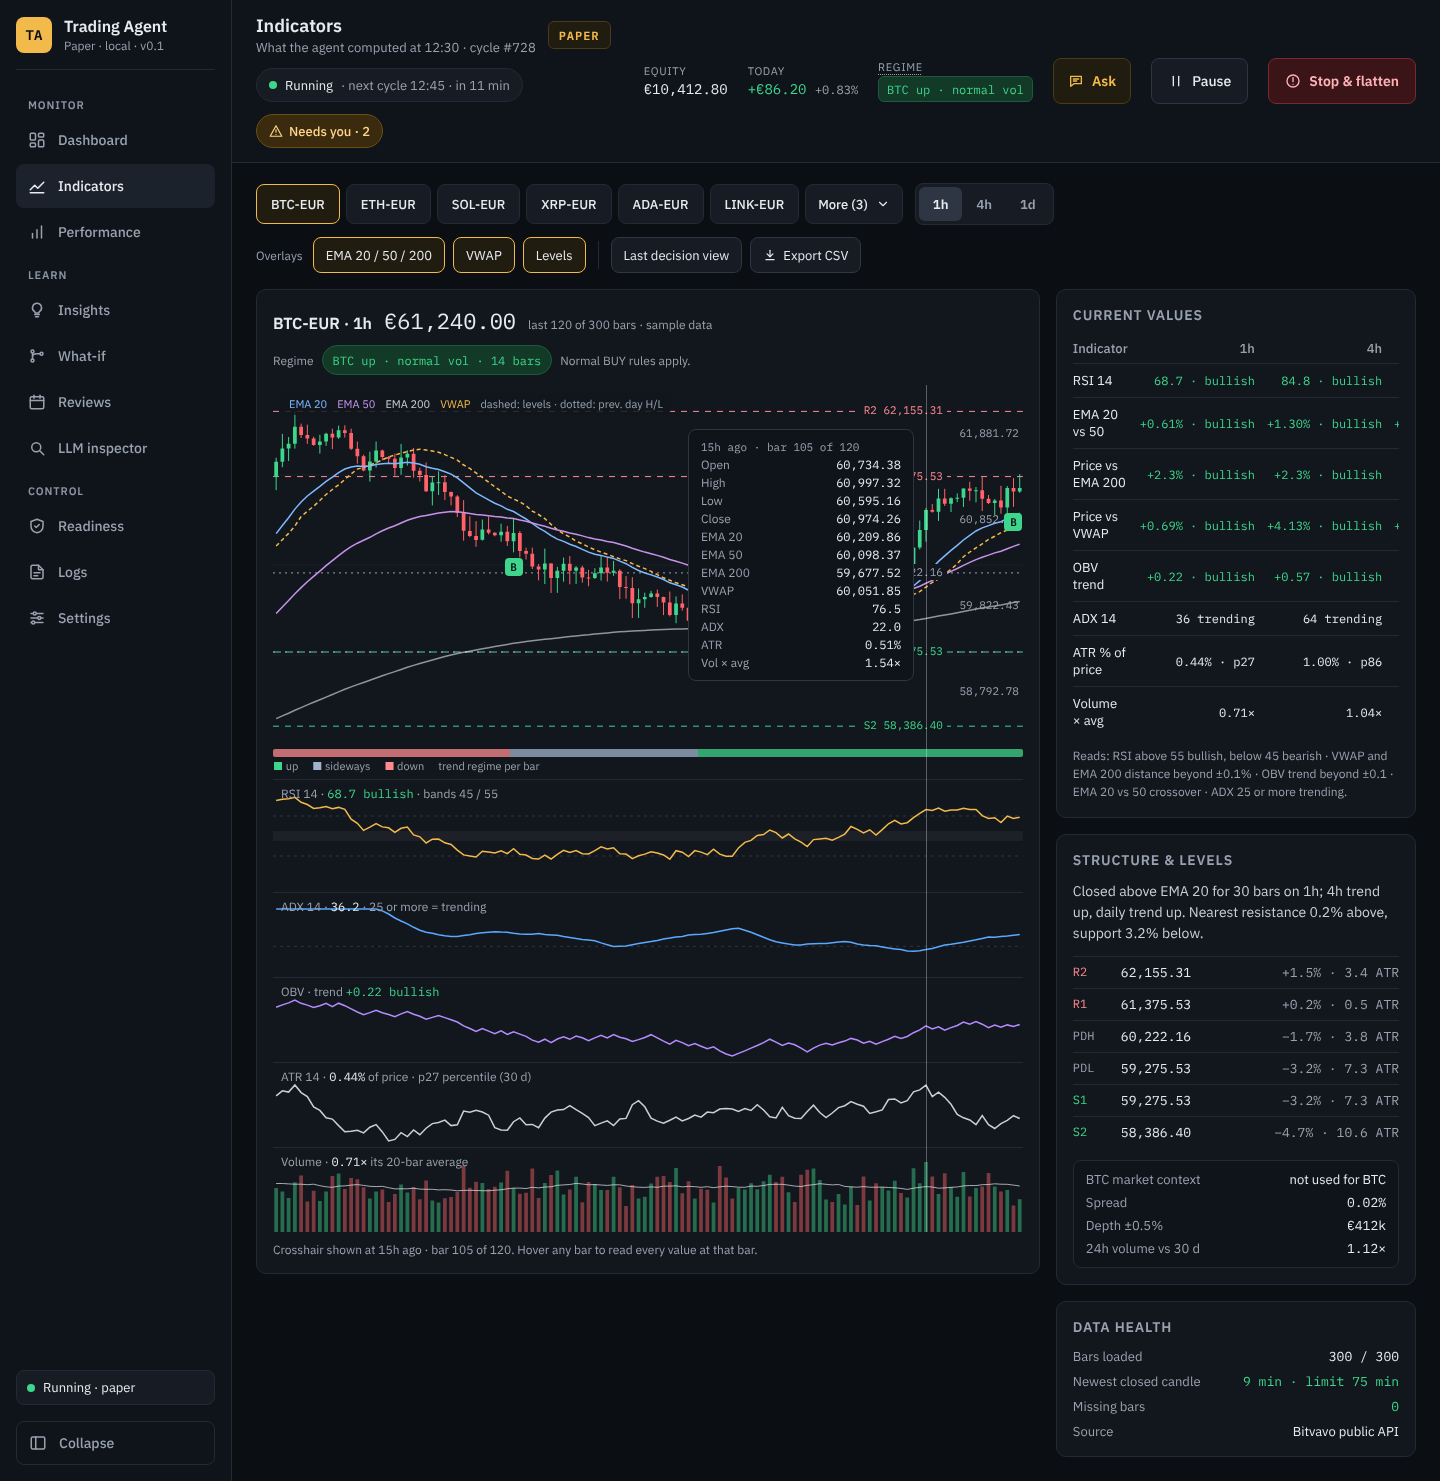 TA
Trading Agent
Paper · local · v0.1
MONITOR
Dashboard
Indicators
Performance
LEARN
Insights
What-if
Reviews
LLM inspector
CONTROL
Readiness
Logs
Settings
Running · paper
Collapse
Indicators
What the agent computed at 12:30 · cycle #728
PAPER
Running · next cycle 12:45 · in 11 min
Needs you · 2
EQUITY
€10,412.80
TODAY
+€86.20 +0.83%
REGIME
BTC up · normal vol
Ask
Pause
Stop & flatten
BTC-EUR
ETH-EUR
SOL-EUR
XRP-EUR
ADA-EUR
LINK-EUR
More (3)
1h
4h
1d
Overlays
EMA 20 / 50 / 200
VWAP
Levels
Last decision view
Export CSV
BTC-EUR · 1h €61,240.00 last 120 of 300 bars · sample data
Regime BTC up · normal vol · 14 bars Normal BUY rules apply.
EMA 20 EMA 50 EMA 200 VWAP dashed: levels · dotted: prev. day H/L
R2 62,155.31
61,881.72
75.53
60,852
B
B
2.16
59,822.43
75.53
58,792.78
S2 58,386.40
15h ago · bar 105 of 120
Open 60,734.38
High 60,997.32
Low 60,595.16
Close 60,974.26
EMA 20 60,209.86
EMA 50 60,098.37
EMA 200 59,677.52
VWAP 60,051.85
RSI 76.5
ADX 22.0
ATR 0.51%
Vol × avg 1.54×
up sideways down trend regime per bar
RSI 14 · 68.7 bullish · bands 45 / 55
ADX 14 · 36.2 · 25 or more = trending
OBV · trend +0.22 bullish
ATR 14 · 0.44% of price · p27 percentile (30 d)
Volume · 0.71× its 20-bar average
Crosshair shown at 15h ago · bar 105 of 120. Hover any bar to read every value at that bar.
CURRENT VALUES
Indicator 1h 4h
RSI 14 68.7 · bullish 84.8 · bullish
EMA 20 vs 50 +0.61% · bullish +1.30% · bullish +
Price vs EMA 200 +2.3% · bullish +2.3% · bullish
Price vs VWAP +0.69% · bullish +4.13% · bullish +
OBV trend +0.22 · bullish +0.57 · bullish
ADX 14 36 trending 64 trending
ATR % of price 0.44% · p27 1.00% · p86
Volume × avg 0.71× 1.04×
Reads: RSI above 55 bullish, below 45 bearish · VWAP and
EMA 200 distance beyond ±0.1% · OBV trend beyond ±0.1 ·
EMA 20 vs 50 crossover · ADX 25 or more trending.
STRUCTURE & LEVELS
Closed above EMA 20 for 30 bars on 1h; 4h trend
up, daily trend up. Nearest resistance 0.2% above,
support 3.2% below.
R2 62,155.31 +1.5% · 3.4 ATR
R1 61,375.53 +0.2% · 0.5 ATR
PDH 60,222.16 −1.7% · 3.8 ATR
PDL 59,275.53 −3.2% · 7.3 ATR
S1 59,275.53 −3.2% · 7.3 ATR
S2 58,386.40 −4.7% · 10.6 ATR
BTC market context not used for BTC
Spread 0.02%
Depth ±0.5% €412k
24h volume vs 30 d 1.12×
DATA HEALTH
Bars loaded 300 / 300
Newest closed candle 9 min · limit 75 min
Missing bars 0
Source Bitvavo public API